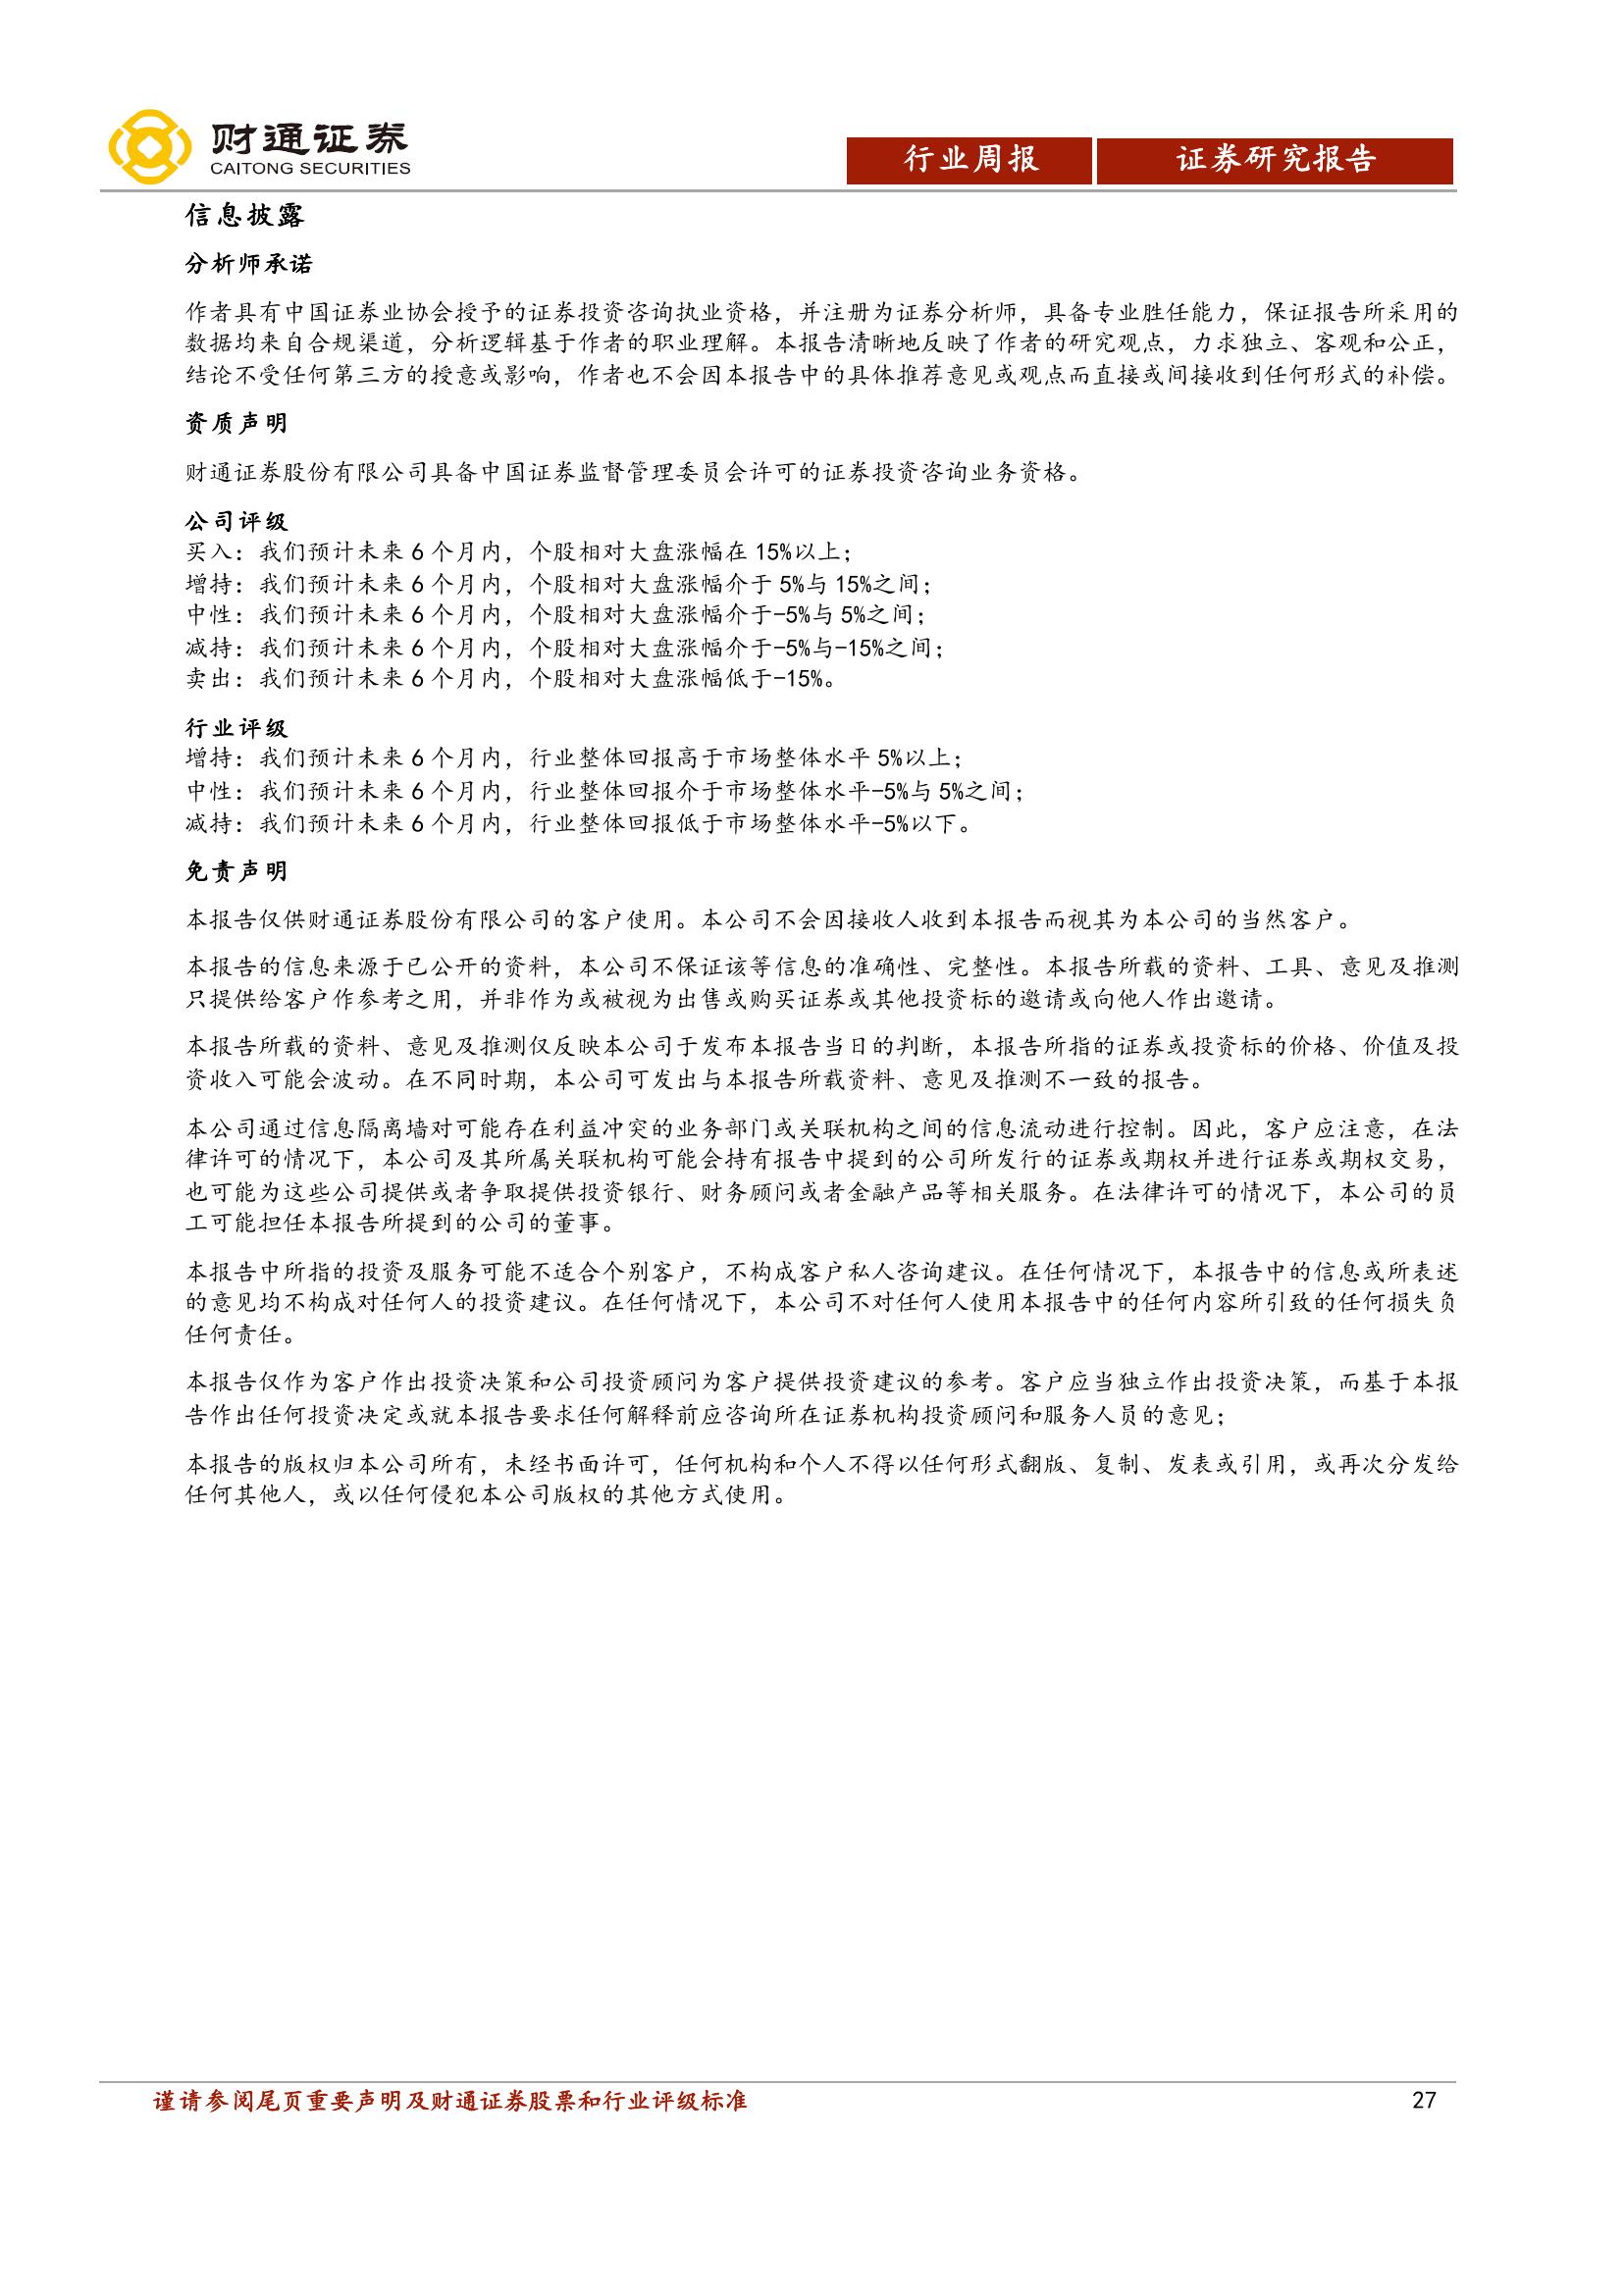 财通证券
CAITONG SECURITIES
行业周报
证券研究报告
信息披露
分析师承诺
作者具有中国证券业协会授予的证券投资咨询执业资格，并注册为证券分析师，具备专业胜任能力，保证报告所采用的
数据均来自合规渠道，分析逻辑基于作者的职业理解。本报告清晰地反映了作者的研究观点，力求独立、客观和公正，
结论不受任何第三方的授意或影响，作者也不会因本报告中的具体推荐意见或观点而直接或间接收到任何形式的补偿。
资质声明
财通证券股份有限公司具备中国证券监督管理委员会许可的证券投资咨询业务资格。
公司评级
买入：我们预计未来 6 个月内，个股相对大盘涨幅在 15%以上；
增持：我们预计未来 6 个月内，个股相对大盘涨幅介于 5%与 15%之间；
中性：我们预计未来 6 个月内，个股相对大盘涨幅介于-5%与 5%之间；
减持：我们预计未来 6 个月内，个股相对大盘涨幅介于-5%与-15%之间；
卖出：我们预计未来 6 个月内，个股相对大盘涨幅低于-15%。
行业评级
增持：我们预计未来 6 个月内，行业整体回报高于市场整体水平 5%以上；
中性：我们预计未来 6 个月内，行业整体回报介于市场整体水平-5%与 5%之间；
减持：我们预计未来 6 个月内，行业整体回报低于市场整体水平-5%以下。
免责声明
本报告仅供财通证券股份有限公司的客户使用。本公司不会因接收人收到本报告而视其为本公司的当然客户。
本报告的信息来源于已公开的资料，本公司不保证该等信息的准确性、完整性。本报告所载的资料、工具、意见及推测
只提供给客户作参考之用，并非作为或被视为出售或购买证券或其他投资标的邀请或向他人作出邀请。
本报告所载的资料、意见及推测仅反映本公司于发布本报告当日的判断，本报告所指的证券或投资标的价格、价值及投
资收入可能会波动。在不同时期，本公司可发出与本报告所载资料、意见及推测不一致的报告。
本公司通过信息隔离墙对可能存在利益冲突的业务部门或关联机构之间的信息流动进行控制。因此，客户应注意，在法
律许可的情况下，本公司及其所属关联机构可能会持有报告中提到的公司所发行的证券或期权并进行证券或期权交易，
也可能为这些公司提供或者争取提供投资银行、财务顾问或者金融产品等相关服务。在法律许可的情况下，本公司的员
工可能担任本报告所提到的公司的董事。
本报告中所指的投资及服务可能不适合个别客户，不构成客户私人咨询建议。在任何情况下，本报告中的信息或所表述
的意见均不构成对任何人的投资建议。在任何情况下，本公司不对任何人使用本报告中的任何内容所引致的任何损失负
任何责任。
本报告仅作为客户作出投资决策和公司投资顾问为客户提供投资建议的参考。客户应当独立作出投资决策，而基于本报
告作出任何投资决定或就本报告要求任何解释前应咨询所在证券机构投资顾问和服务人员的意见；
本报告的版权归本公司所有，未经书面许可，任何机构和个人不得以任何形式翻版、复制、发表或引用，或再次分发给
任何其他人，或以任何侵犯本公司版权的其他方式使用。
谨请参阅尾页重要声明及财通证券股票和行业评级标准
27